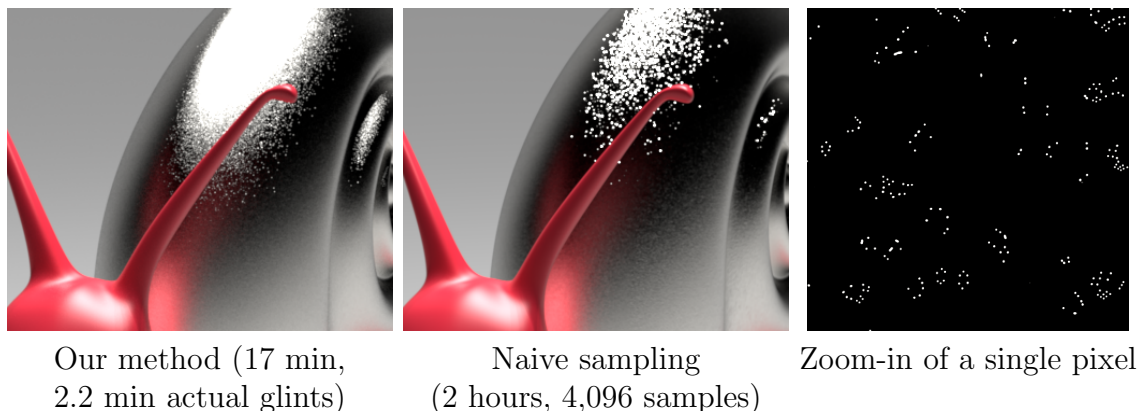 Our method (17 min,
2.2 min actual glints)
Naive sampling
(2 hours, 4,096 samples)
Zoom-in of a single pixel